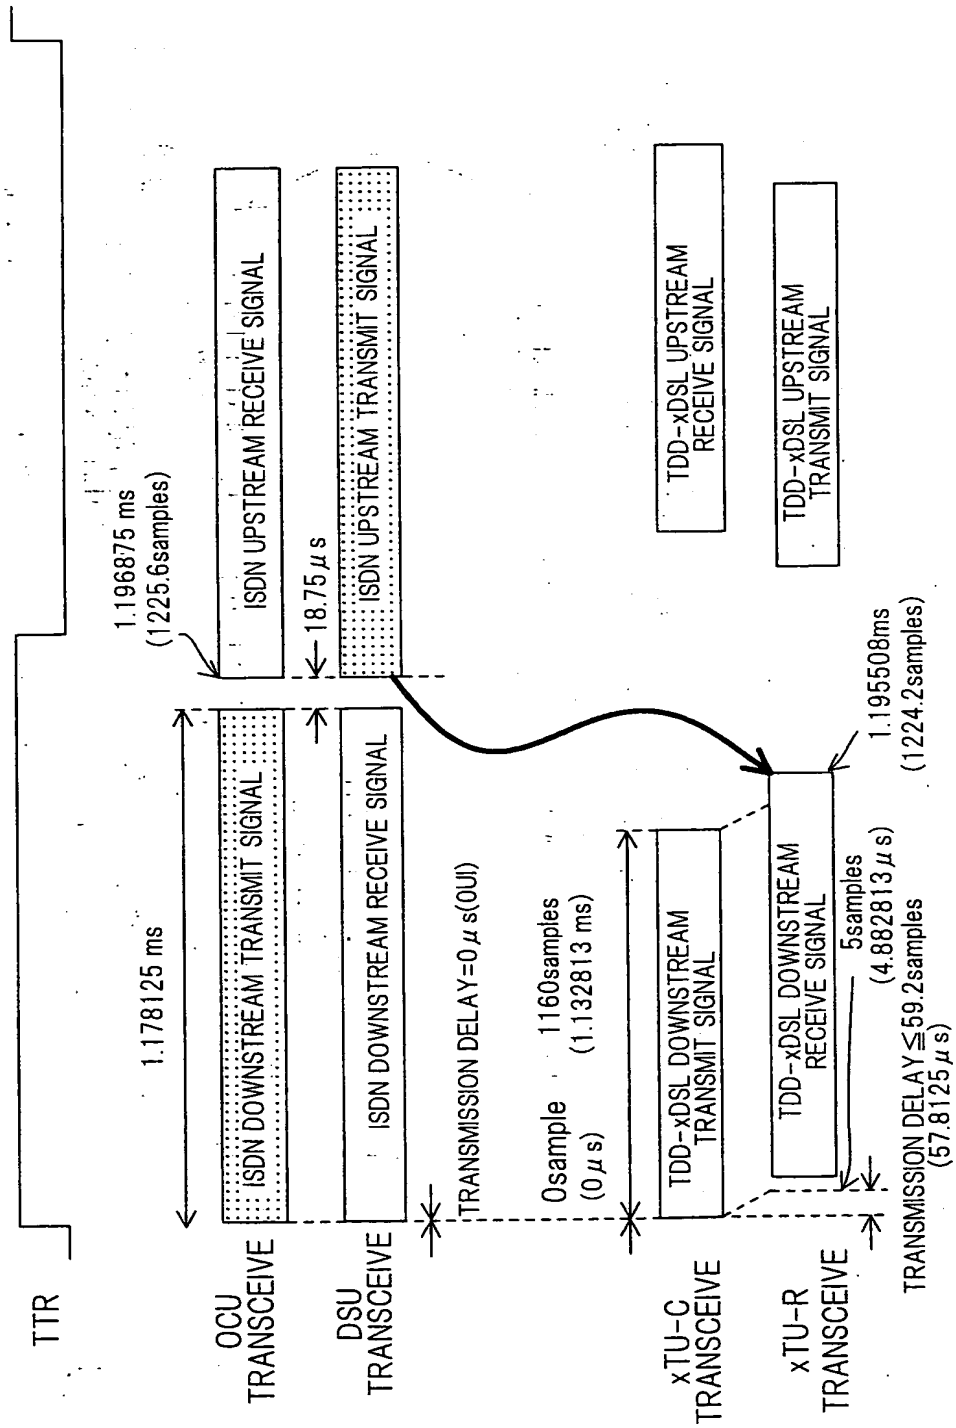 TTR
OCU
TRANSCEIVE
DSU
TRANSCEIVE
xTU-C
TRANSCEIVE
xTU-R
TRANSCEIVE
1.178125 ms
1.196875 ms
(1225.6samples)
ISDN DOWNSTREAM TRANSMIT SIGNAL
ISDN UPSTREAM RECEIVE SIGNAL
18.75μs
ISDN DOWNSTREAM RECEIVE SIGNAL
ISDN UPSTREAM TRANSMIT SIGNAL
TRANSMISSION DELAY=0μs(0UI)
0sample
(0μs)
1160samples
(1.132813 ms)
TDD-xDSL DOWNSTREAM
TRANSMIT SIGNAL
TDD-xDSL UPSTREAM
RECEIVE SIGNAL
TDD-xDSL DOWNSTREAM
RECEIVE SIGNAL
TDD-xDSL UPSTREAM
TRANSMIT SIGNAL
5samples
(4.882813μs)
1.195508ms
(1224.2samples)
TRANSMISSION DELAY≦59.2samples
(57.8125μs)